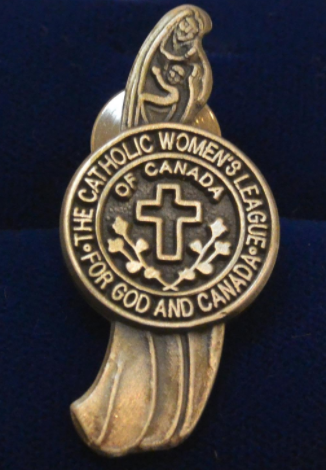 THE CATHOLIC WOMEN'S LEAGUE
OF CANADA
• FOR GOD AND CANADA •